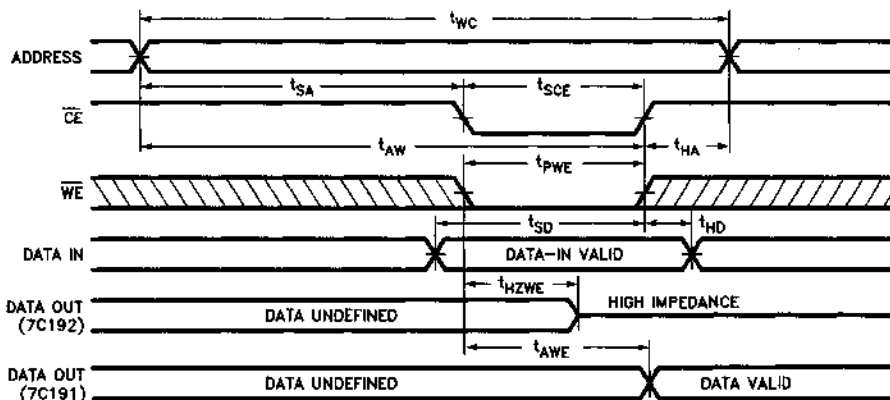 tWC
ADDRESS
tSA
tSCE
CE
tAW
tHA
tPWE
WE
tSD
tHD
DATA IN
DATA-IN VALID
tHZWE
DATA OUT
(7C192)
DATA UNDEFINED
HIGH IMPEDANCE
tAWE
DATA OUT
(7C191)
DATA UNDEFINED
DATA VALID